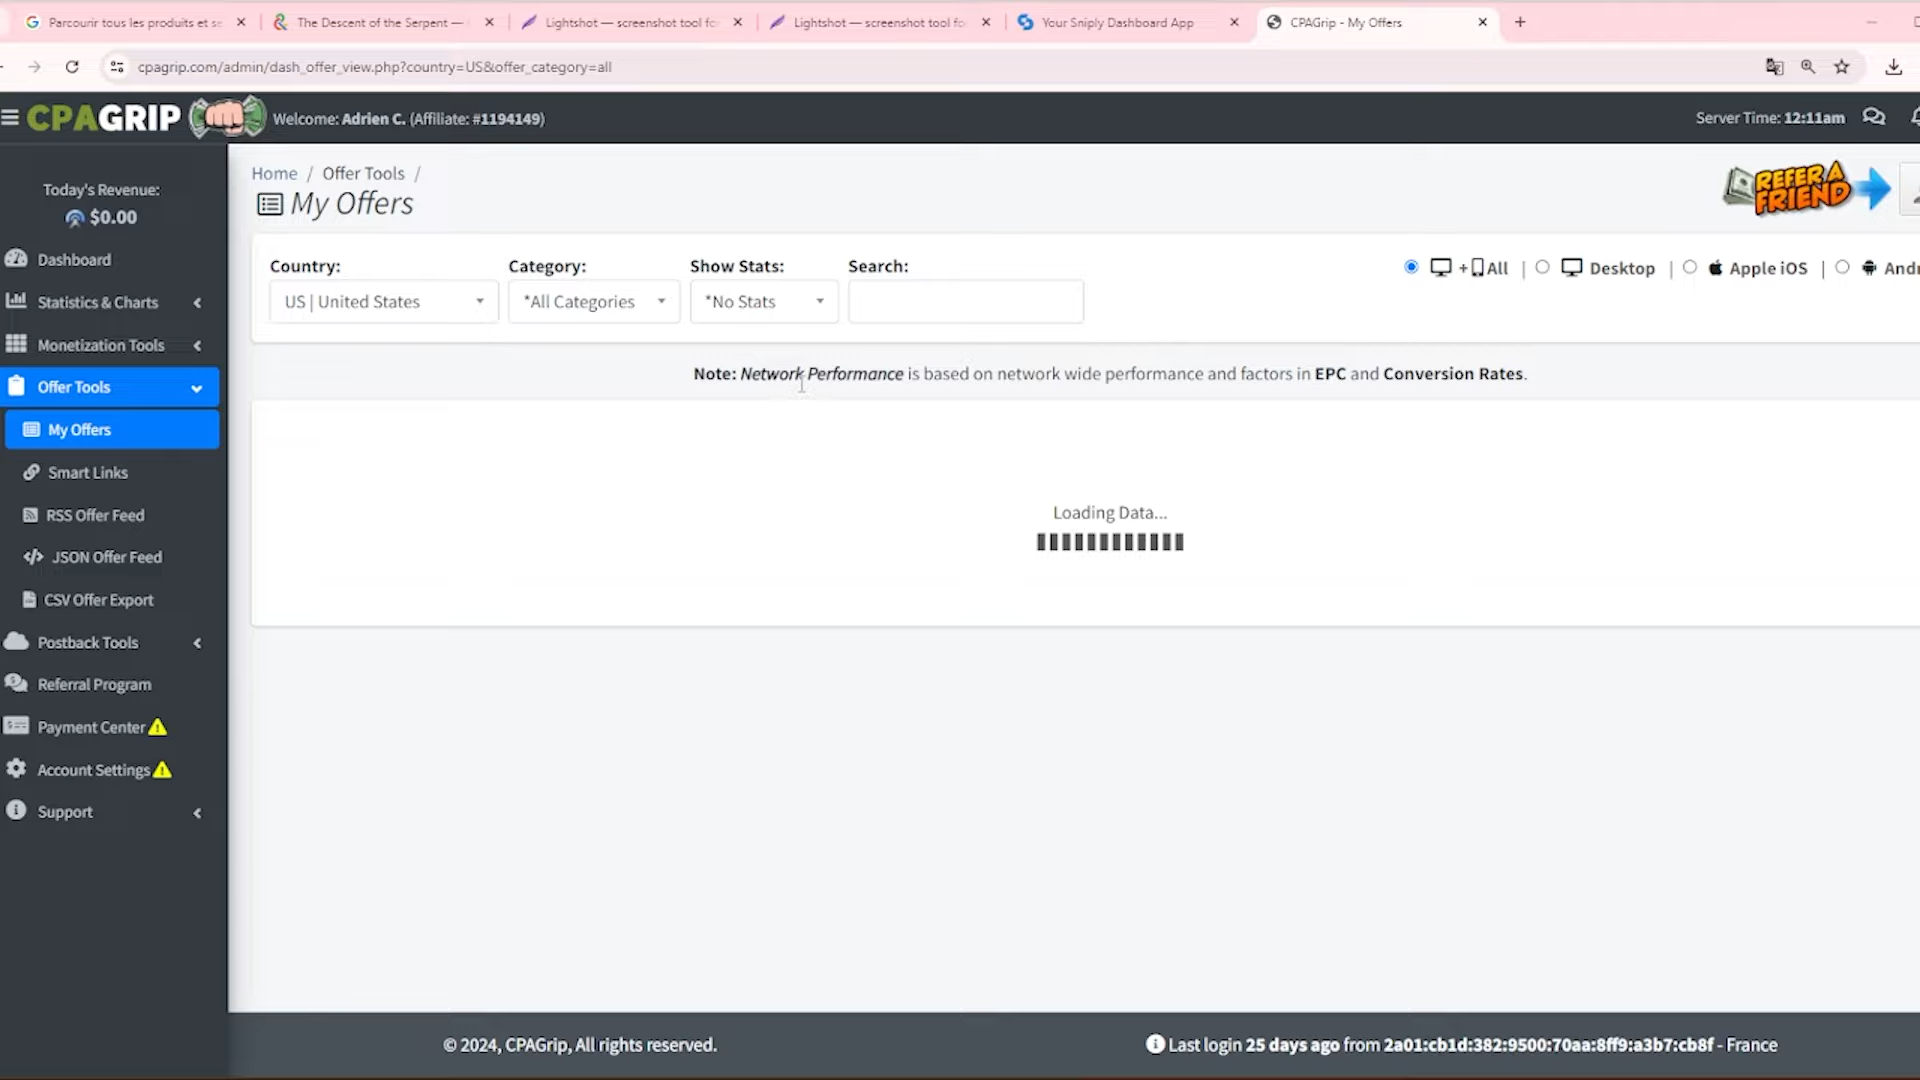 Parcourir tous les produits et se
The Descent of the Serpent —
Lightshot — screenshot tool fo
Lightshot — screenshot tool fo
Your Sniply Dashboard App
CPAGrip - My Offers
cpagrip.com/admin/dash_offer_view.php?country=US&offer_category=all
CPAGRIP
Welcome: Adrien C. (Affiliate: #1194149)
Server Time: 12:11am
Today's Revenue:
$0.00
Dashboard
Statistics & Charts
Monetization Tools
Offer Tools
My Offers
Smart Links
RSS Offer Feed
JSON Offer Feed
CSV Offer Export
Postback Tools
Referral Program
Payment Center
Account Settings
Support
Home / Offer Tools /
My Offers
REFER A FRIEND
Country:
US | United States
Category:
*All Categories
Show Stats:
*No Stats
Search:
+ All | Desktop | Apple iOS | Andr
Note: Network Performance is based on network wide performance and factors in EPC and Conversion Rates.
Loading Data...
© 2024, CPAGrip, All rights reserved.
Last login 25 days ago from 2a01:cb1d:382:9500:70aa:8ff9:a3b7:cb8f - France